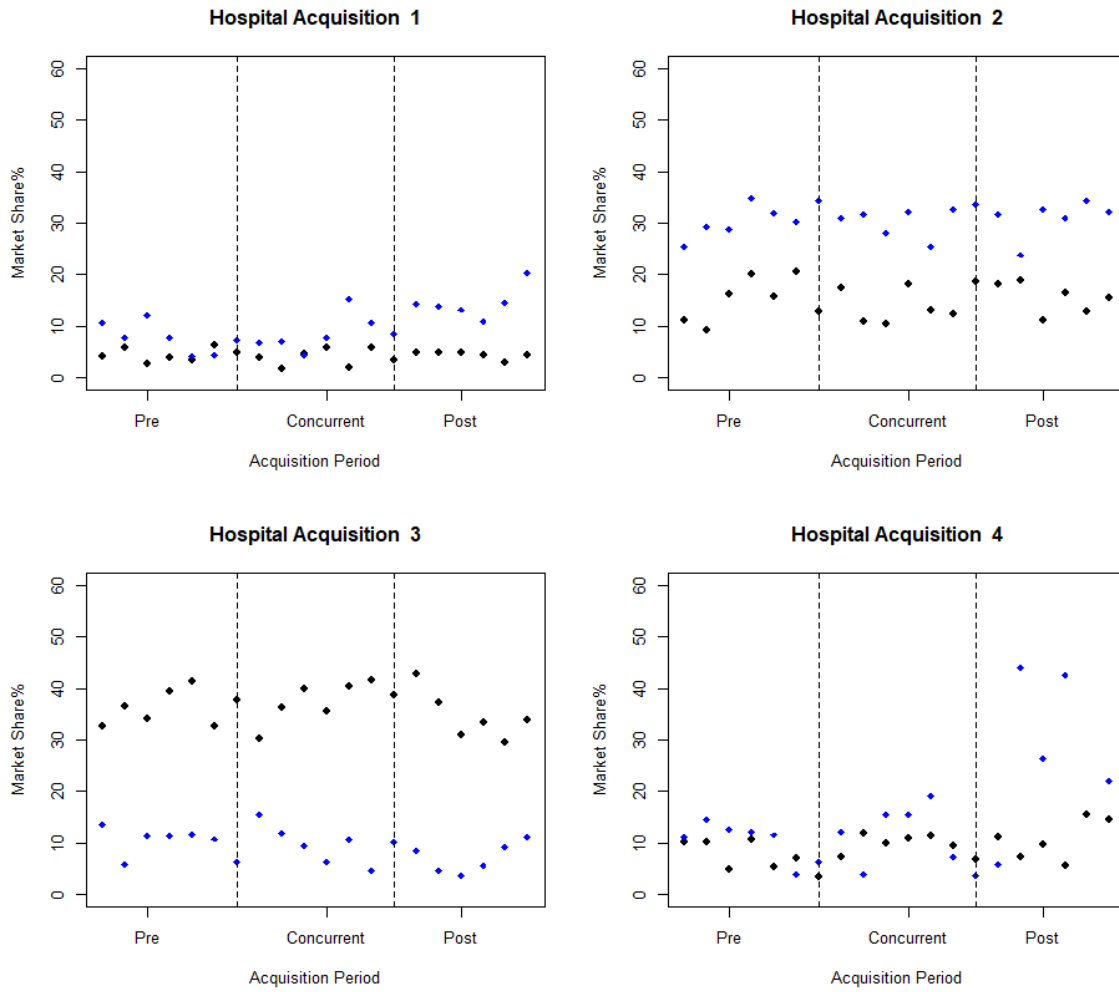 Hospital Acquisition  1
Market Share%
60
50
40
30
20
10
0
Pre
Concurrent
Post
Acquisition Period
Hospital Acquisition  2
Market Share%
60
50
40
30
20
10
0
Pre
Concurrent
Post
Acquisition Period
Hospital Acquisition  3
Market Share%
60
50
40
30
20
10
0
Pre
Concurrent
Post
Acquisition Period
Hospital Acquisition  4
Market Share%
60
50
40
30
20
10
0
Pre
Concurrent
Post
Acquisition Period